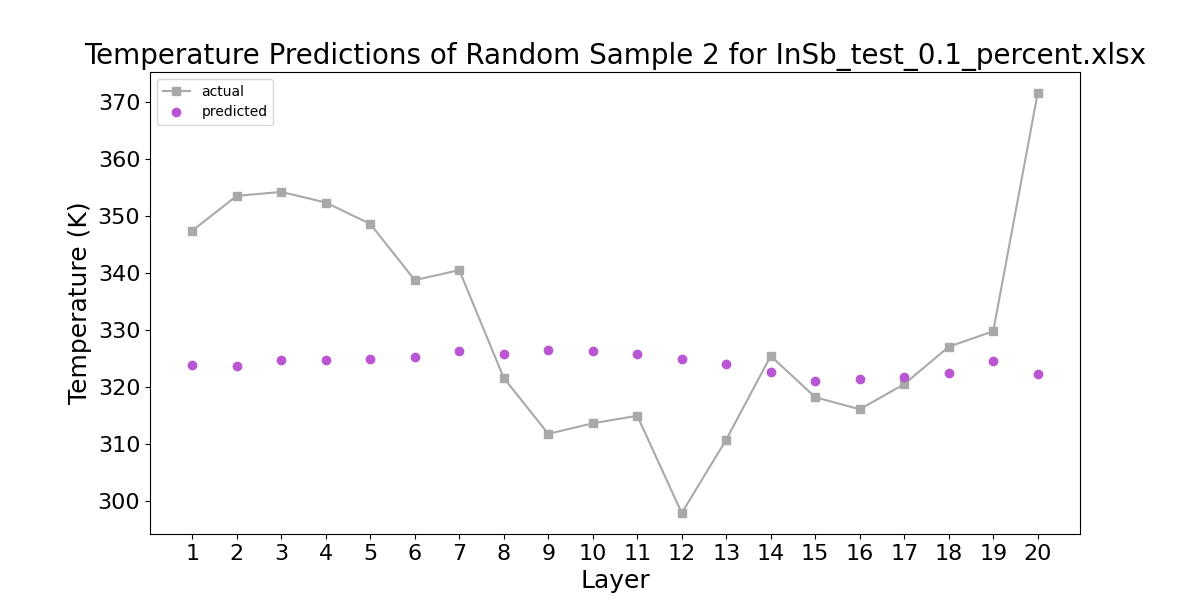 Temperature Predictions of Random Sample 2 for InSb_test_0.1_percent.xlsx
actual
predicted
370
360
350
340
330
320
310
300
Temperature (K)
1 2 3 4 5 6 7 8 9 10 11 12 13 14 15 16 17 18 19 20
Layer